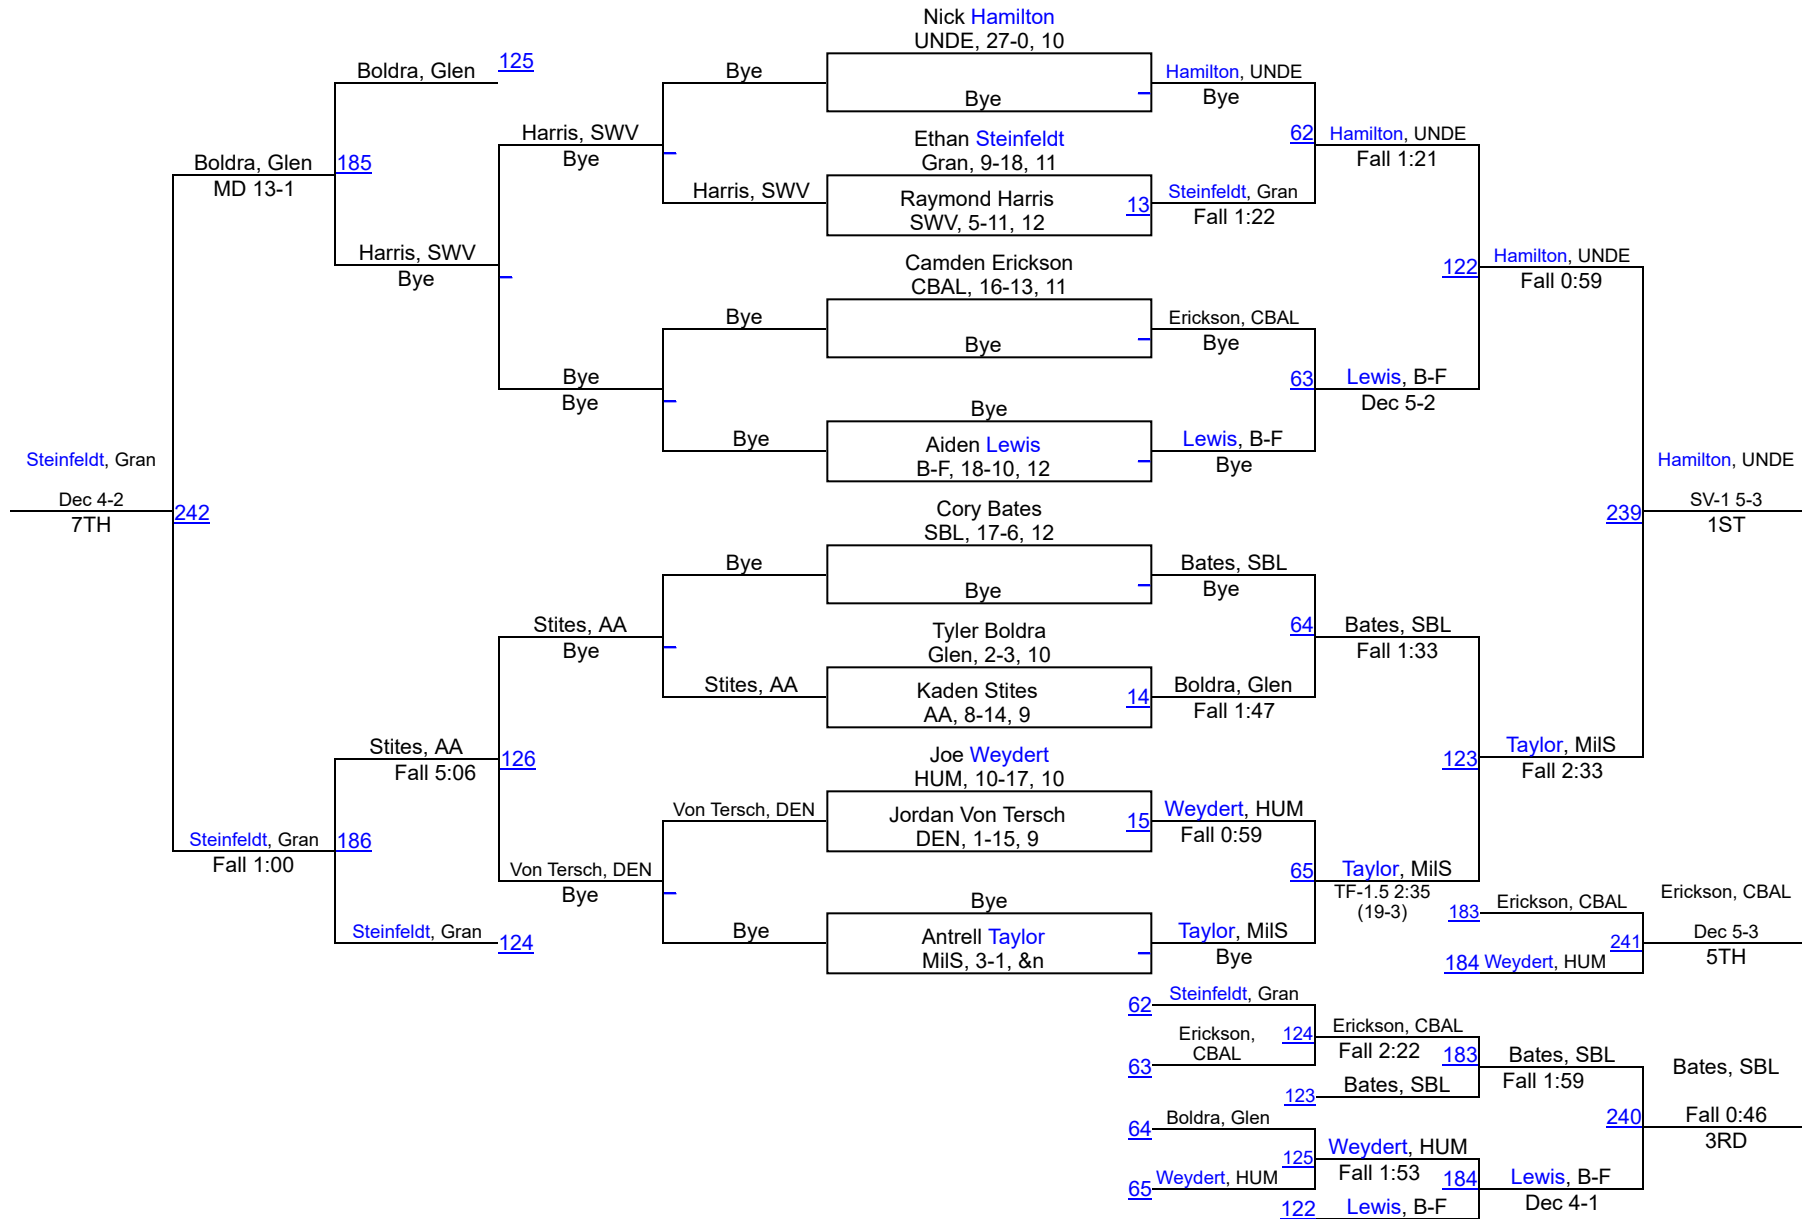 Nick Hamilton
UNDE, 27-0, 10
Bye
Ethan Steinfeldt
Gran, 9-18, 11
Raymond Harris
SWV, 5-11, 12
13
Camden Erickson
CBAL, 16-13, 11
Bye
Bye
Aiden Lewis
B-F, 18-10, 12
Cory Bates
SBL, 17-6, 12
Bye
Tyler Boldra
Glen, 2-3, 10
Kaden Stites
AA, 8-14, 9
14
Joe Weydert
HUM, 10-17, 10
Jordan Von Tersch
DEN, 1-15, 9
15
Bye
Antrell Taylor
MilS, 3-1, &n
Hamilton, UNDE
Bye
62
Steinfeldt, Gran
Fall 1:22
Erickson, CBAL
Bye
63
Lewis, B-F
Bye
Bates, SBL
Bye
64
Boldra, Glen
Fall 1:47
Weydert, HUM
Fall 0:59
65
Taylor, MilS
Bye
Hamilton, UNDE
Fall 1:21
122
Lewis, B-F
Dec 5-2
Bates, SBL
Fall 1:33
123
Taylor, MilS
TF-1.5 2:35
(19-3)
Hamilton, UNDE
Fall 0:59
239
Taylor, MilS
Fall 2:33
Hamilton, UNDE
SV-1 5-3
1ST
Bye
Harris, SWV
Bye
Bye
Bye
Stites, AA
Von Tersch, DEN
Bye
Harris, SWV
Bye
Bye
Bye
Stites, AA
Bye
Von Tersch, DEN
Bye
Boldra, Glen
125
185
Harris, SWV
Bye
Stites, AA
Fall 5:06
126
186
Steinfeldt, Gran
124
Boldra, Glen
MD 13-1
242
Steinfeldt, Gran
Fall 1:00
Steinfeldt, Gran
Dec 4-2
7TH
183
Erickson, CBAL
241
184
Weydert, HUM
Erickson, CBAL
Dec 5-3
5TH
62
Steinfeldt, Gran
124
Erickson,
CBAL
63
Erickson, CBAL
Fall 2:22
183
123
Bates, SBL
Bates, SBL
Fall 1:59
240
64
Boldra, Glen
125
65
Weydert, HUM
Weydert, HUM
Fall 1:53
184
122
Lewis, B-F
Lewis, B-F
Dec 4-1
Bates, SBL
Fall 0:46
3RD